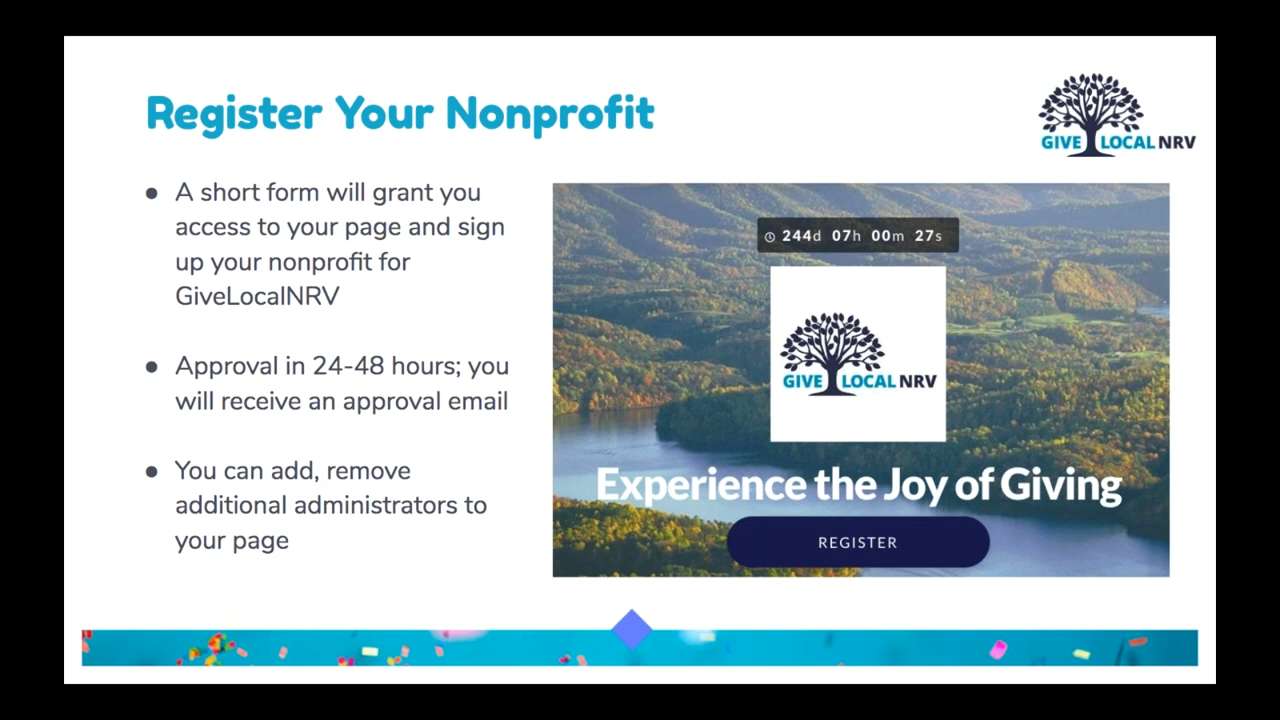 Register Your Nonprofit
GIVE LOCAL NRV
● A short form will grant you
access to your page and sign
up your nonprofit for
GiveLocalNRV
● Approval in 24-48 hours; you
will receive an approval email
● You can add, remove
additional administrators to
your page
244d 07h 00m 27s
GIVE LOCAL NRV
Experience the Joy of Giving
REGISTER